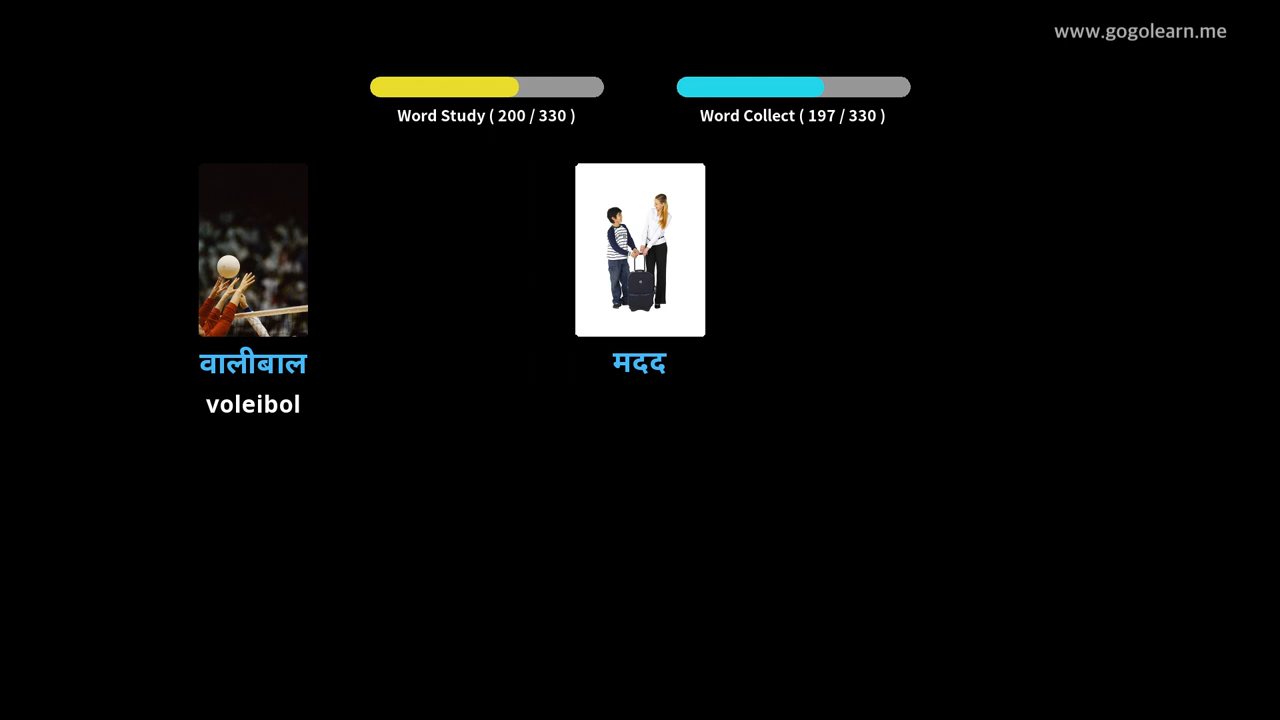 www.gogolearn.me
Word Study ( 200 / 330 )
Word Collect ( 197 / 330 )
वालीबाल
voleibol
मदद